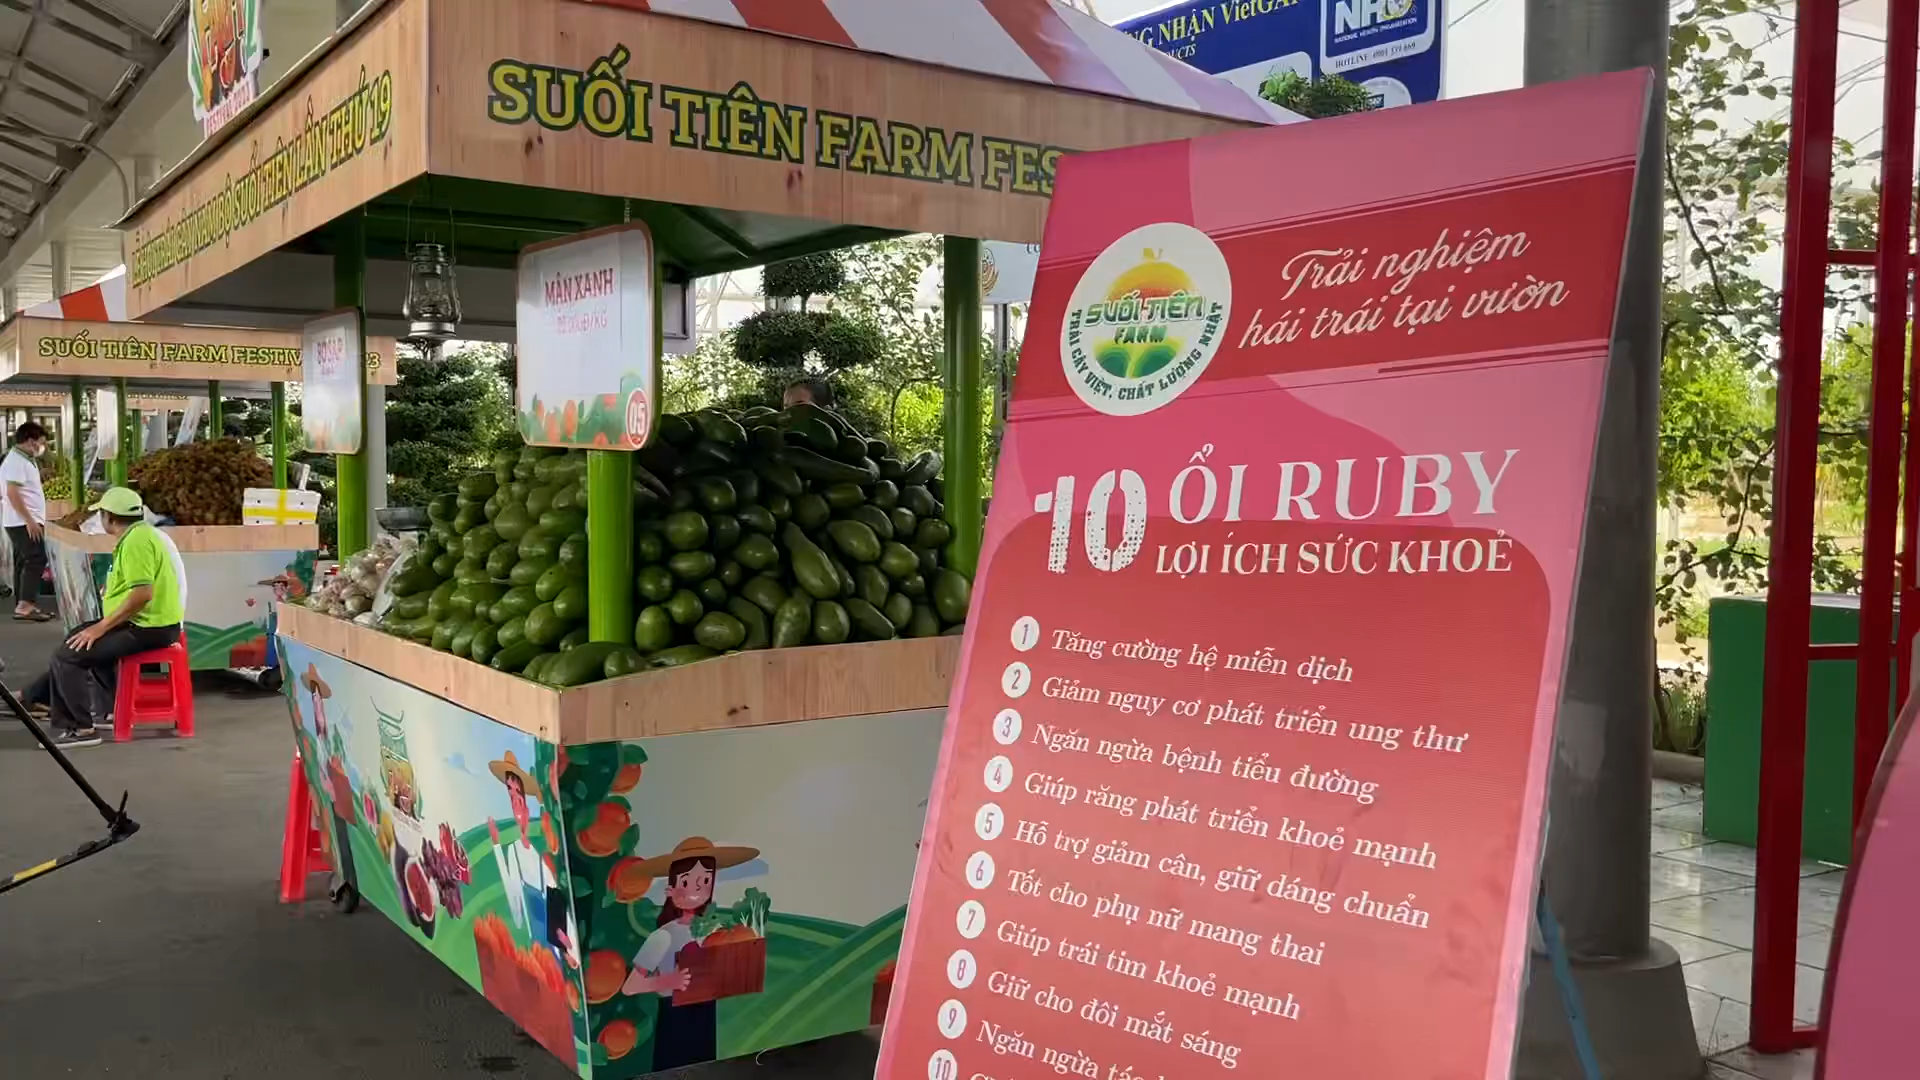 SUỐI TIÊN FARM FES
SUỐI TIÊN LẦN THỨ 19
SUỐI TIÊN FARM FESTIV
MẬN XANH
05
NHẬN VietGA
NATIONAL HEALTH ORGANIZATION
SUỐI TIÊN
FARM
TRÁI CÂY VIỆT, CHẤT LƯỢNG NHẬT
Trải nghiệm
hái trái tại vườn
10 ỔI RUBY
LỢI ÍCH SỨC KHOẺ
1 Tăng cường hệ miễn dịch
2 Giảm nguy cơ phát triển ung thư
3 Ngăn ngừa bệnh tiểu đường
4 Giúp răng phát triển khoẻ mạnh
5 Hỗ trợ giảm cân, giữ dáng chuẩn
6 Tốt cho phụ nữ mang thai
7 Giúp trái tim khoẻ mạnh
8 Giữ cho đôi mắt sáng
9 Ngăn ngừa
10